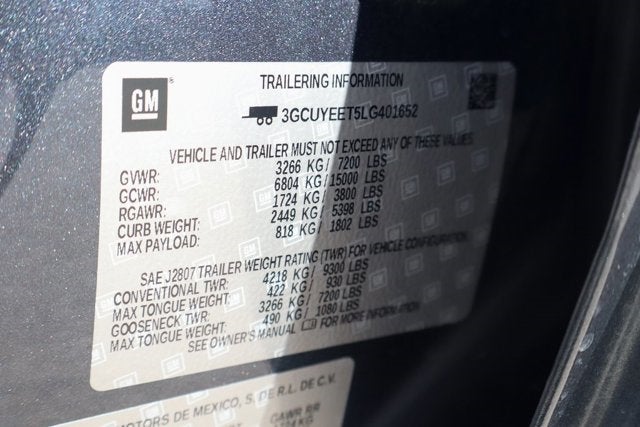 GM ®
TRAILERING INFORMATION
3GCUYEET5LG401652
VEHICLE AND TRAILER MUST NOT EXCEED ANY OF THESE VALUES
GVWR: 3266 KG/ 7200 LBS
GCWR: 6804 KG/ 15000 LBS
RGAWR: 1724 KG/ 3800 LBS
CURB WEIGHT: 2449 KG/ 5398 LBS
MAX PAYLOAD: 818 KG/ 1802 LBS
SAE J2807 TRAILER WEIGHT RATING (TWR) FOR VEHICLE CONFIGURATION
CONVENTIONAL TWR: 4218 KG/ 9300 LBS
MAX TONGUE WEIGHT: 422 KG/ 930 LBS
GOOSENECK TWR: 3266 KG/ 7200 LBS
MAX TONGUE WEIGHT: 490 KG/ 1080 LBS
SEE OWNER'S MANUAL FOR MORE INFORMATION
MOTORS DE MEXICO, S. DE R.L. DE C.V.
GAWR RR